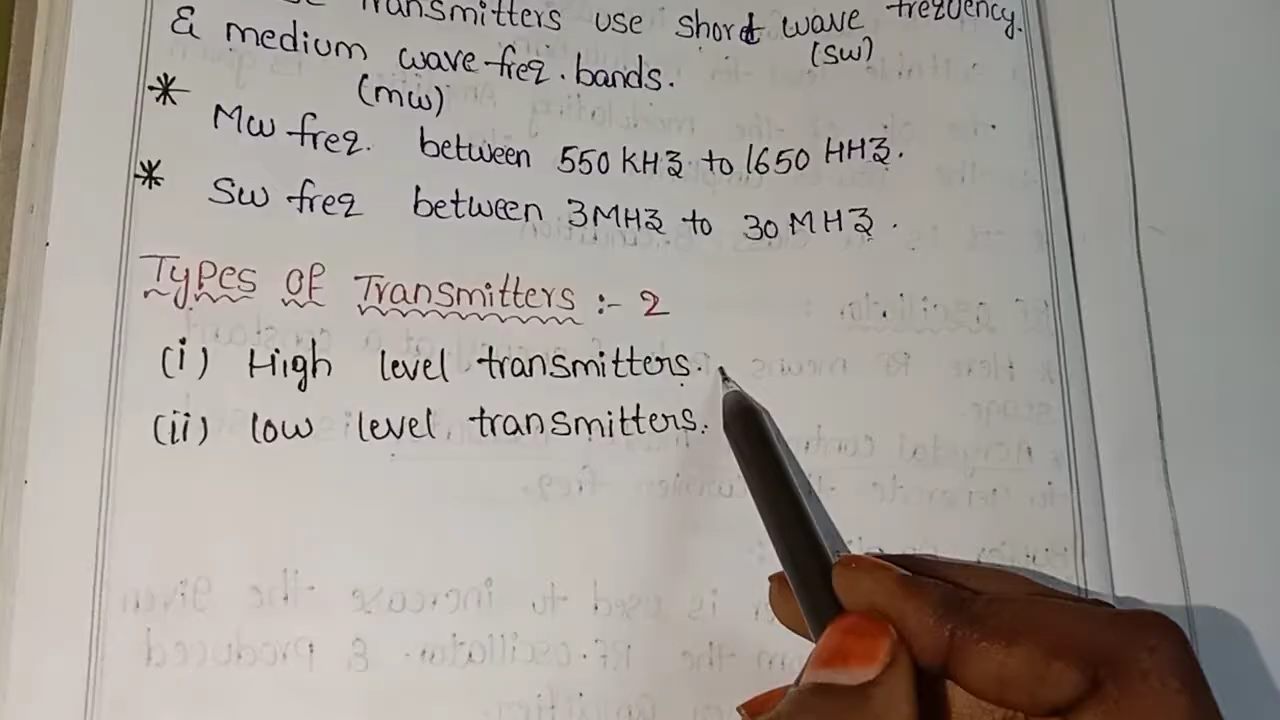 Transmitters use short wave frequency.
(SW)
& medium wave freq. bands.
(mw)
* Mw freq. between 550 KHz to 1650 HHz.
* Sw freq between 3MHz to 30 MHz.
Types of Transmitters :- 2
(i) High level transmitters.
(ii) low level transmitters.